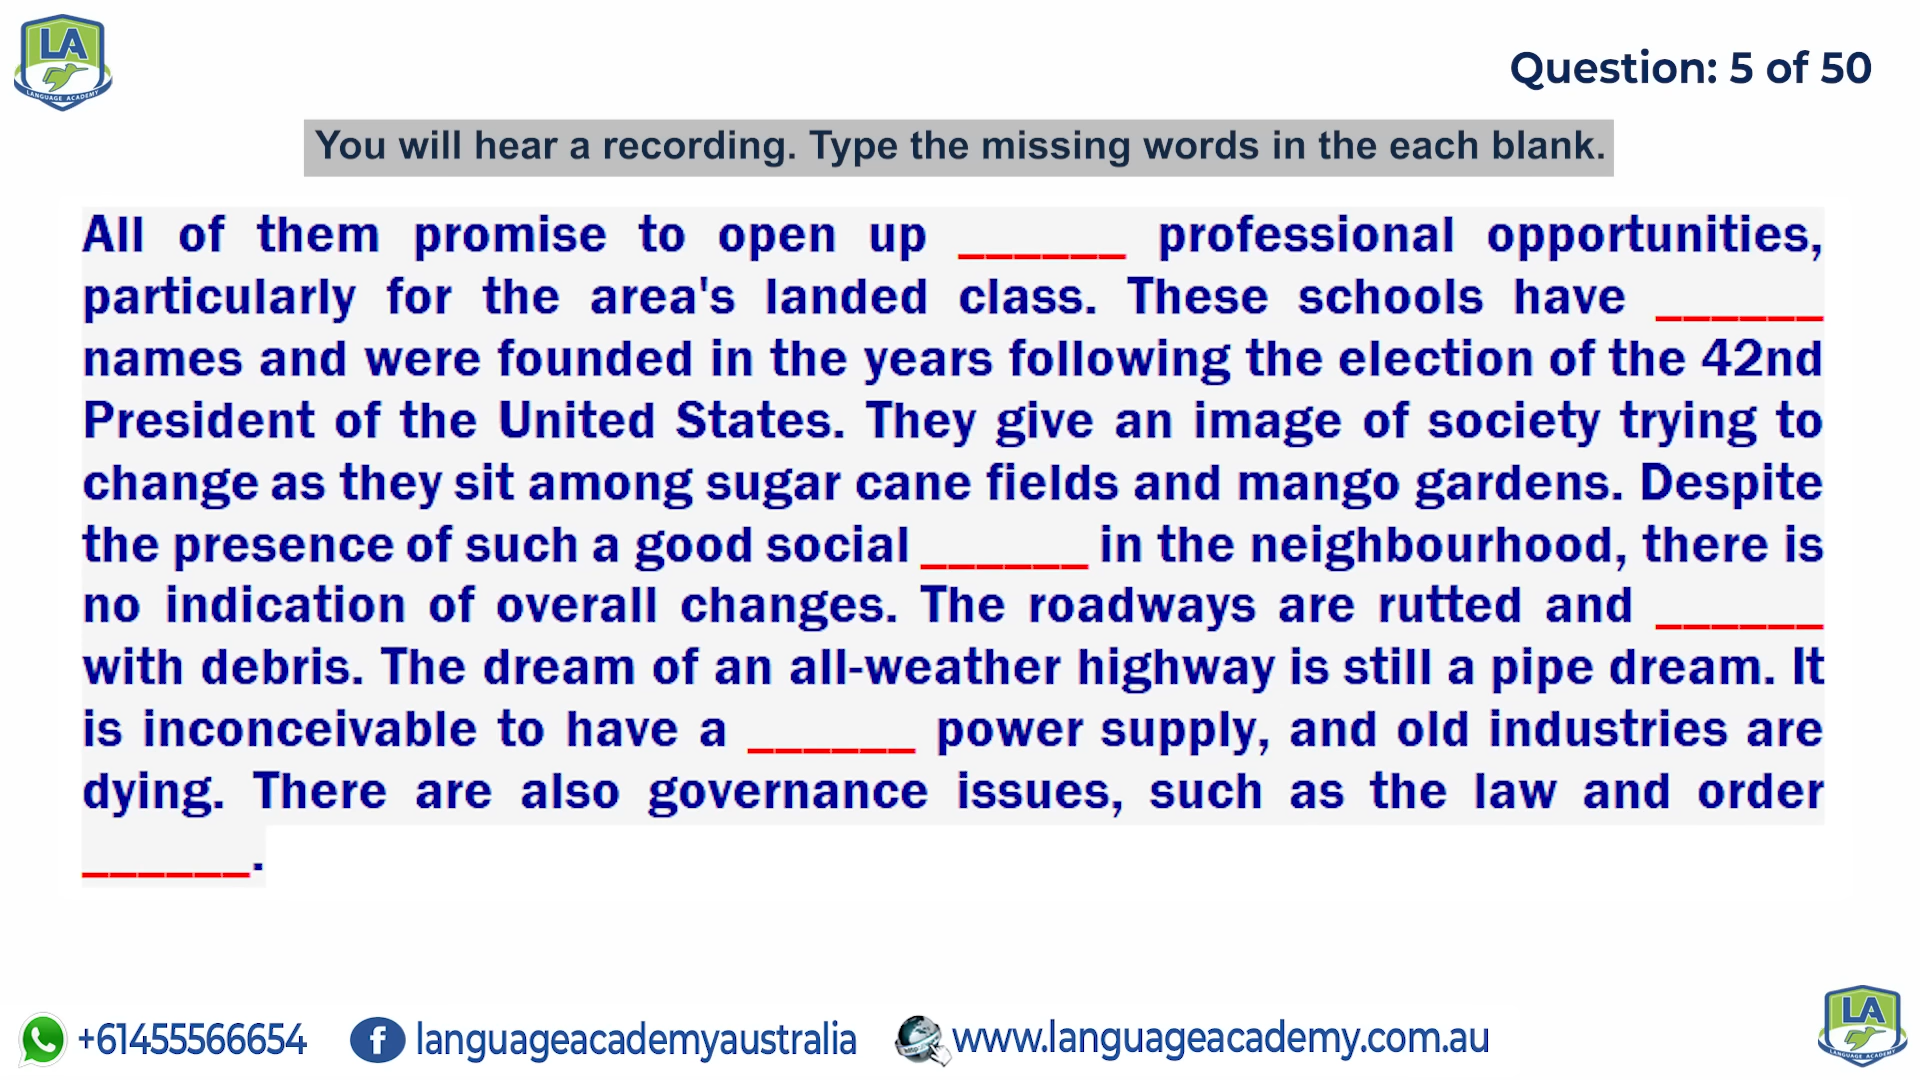 LA
LANGUAGE ACADEMY
Question: 5 of 50
You will hear a recording. Type the missing words in the each blank.
All of them promise to open up ______ professional opportunities,
particularly for the area's landed class. These schools have ______
names and were founded in the years following the election of the 42nd
President of the United States. They give an image of society trying to
change as they sit among sugar cane fields and mango gardens. Despite
the presence of such a good social ______ in the neighbourhood, there is
no indication of overall changes. The roadways are rutted and ______
with debris. The dream of an all-weather highway is still a pipe dream. It
is inconceivable to have a ______ power supply, and old industries are
dying. There are also governance issues, such as the law and order
______.
+61455566654 languageacademyaustralia www.languageacademy.com.au
LA
LANGUAGE ACADEMY